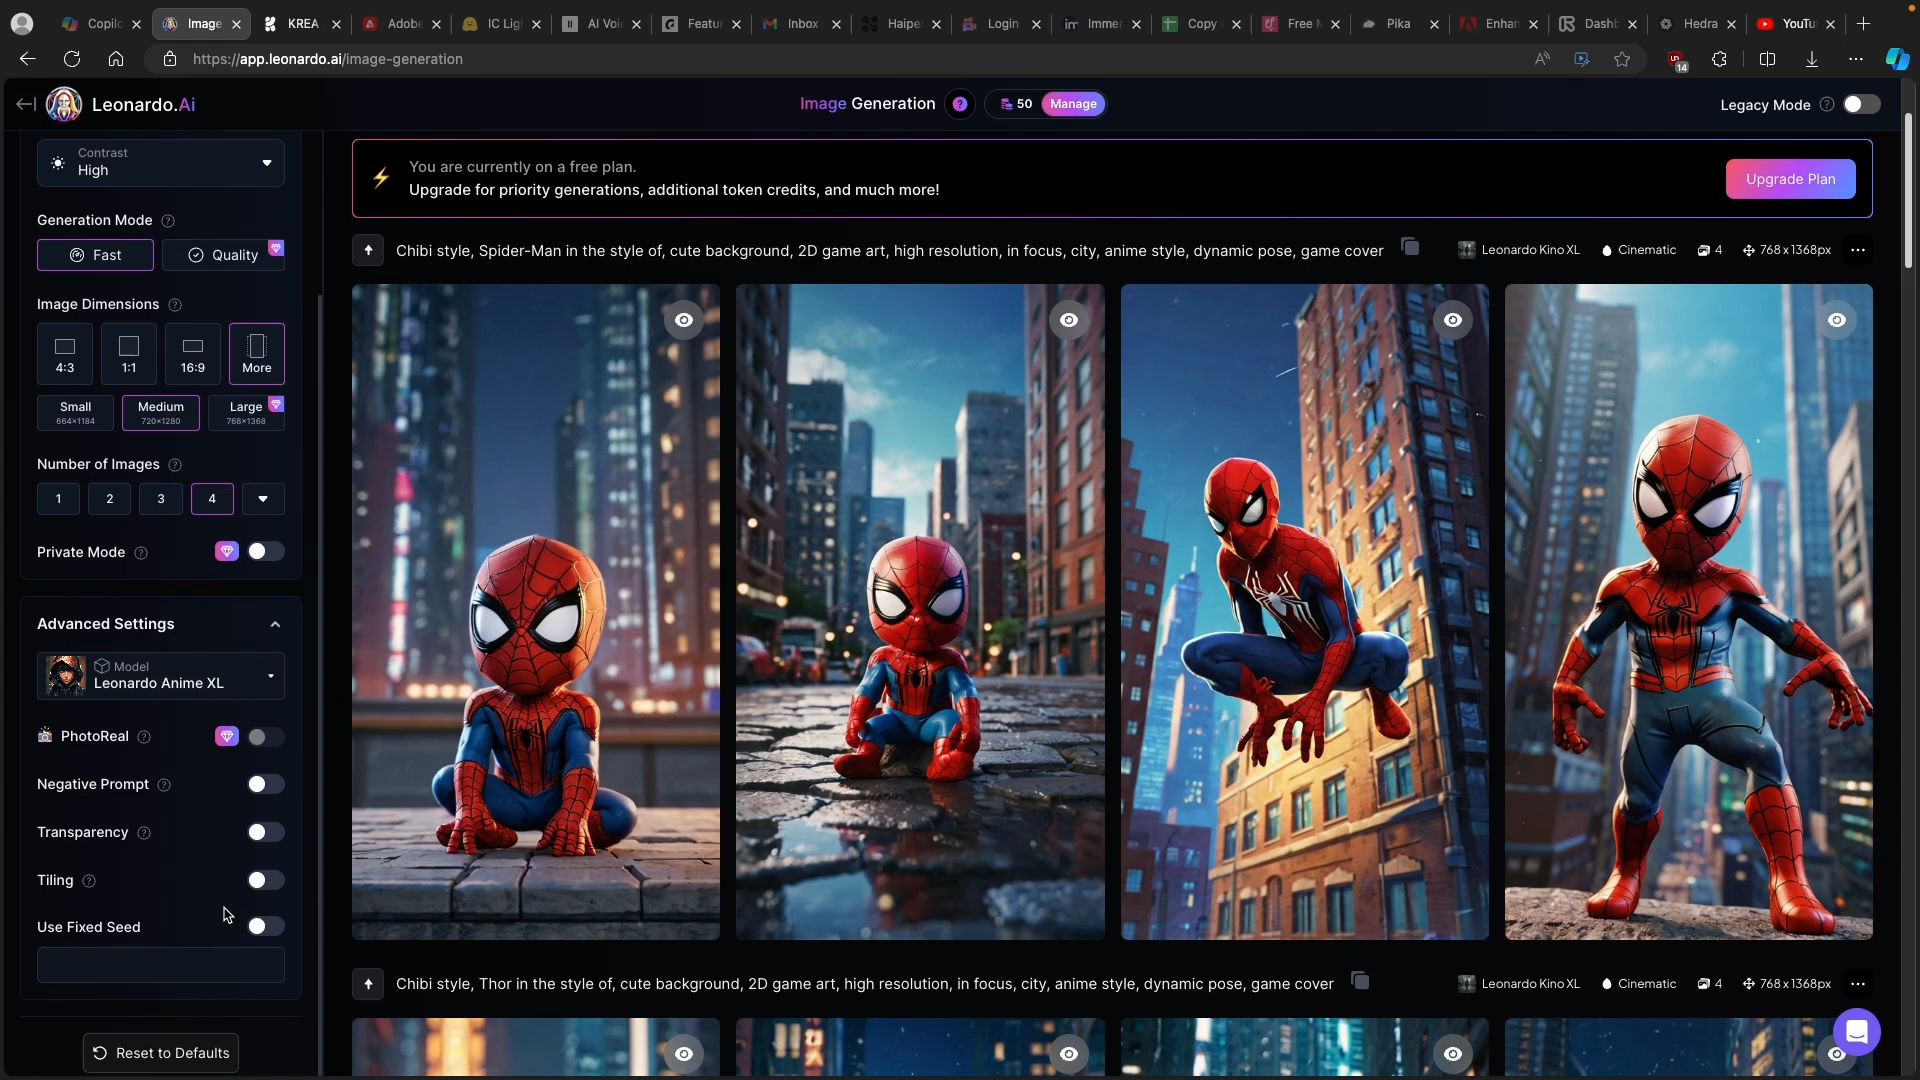 Copilo
Image
KREA
Adobe
IC Lig
AI Voi
Featu
Inbox
Haiper
Login
Immer
Copy
Free
Pika
Enhan
Dashb
Hedra
YouTu
https://app.leonardo.ai/image-generation
14
Leonardo.Ai
Image Generation
50
Manage
Legacy Mode
Contrast
High
Generation Mode
Fast
Quality
Image Dimensions
4:3
1:1
16:9
More
Small
664×1184
Medium
720×1280
Large
768×1368
Number of Images
1
2
3
4
Private Mode
Advanced Settings
Model
Leonardo Anime XL
PhotoReal
Negative Prompt
Transparency
Tiling
Use Fixed Seed
Reset to Defaults
You are currently on a free plan.
Upgrade for priority generations, additional token credits, and much more!
Upgrade Plan
Chibi style, Spider-Man in the style of, cute background, 2D game art, high resolution, in focus, city, anime style, dynamic pose, game cover
Leonardo Kino XL
Cinematic
4
768 x 1368px
Chibi style, Thor in the style of, cute background, 2D game art, high resolution, in focus, city, anime style, dynamic pose, game cover
Leonardo Kino XL
Cinematic
4
768 x 1368px